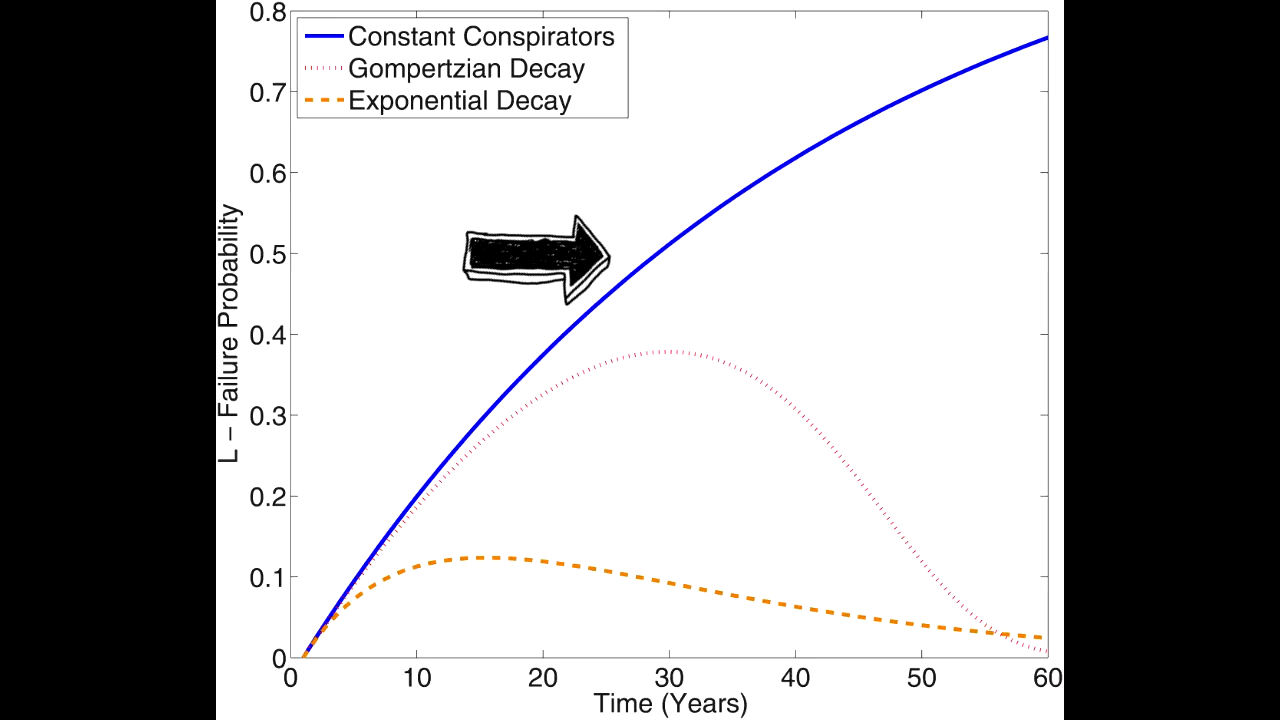 0.8
Constant Conspirators
Gompertzian Decay
Exponential Decay
0.7
0.6
0.5
0.4
0.3
0.2
0.1
0
L – Failure Probability
0 10 20 30 40 50 60
Time (Years)